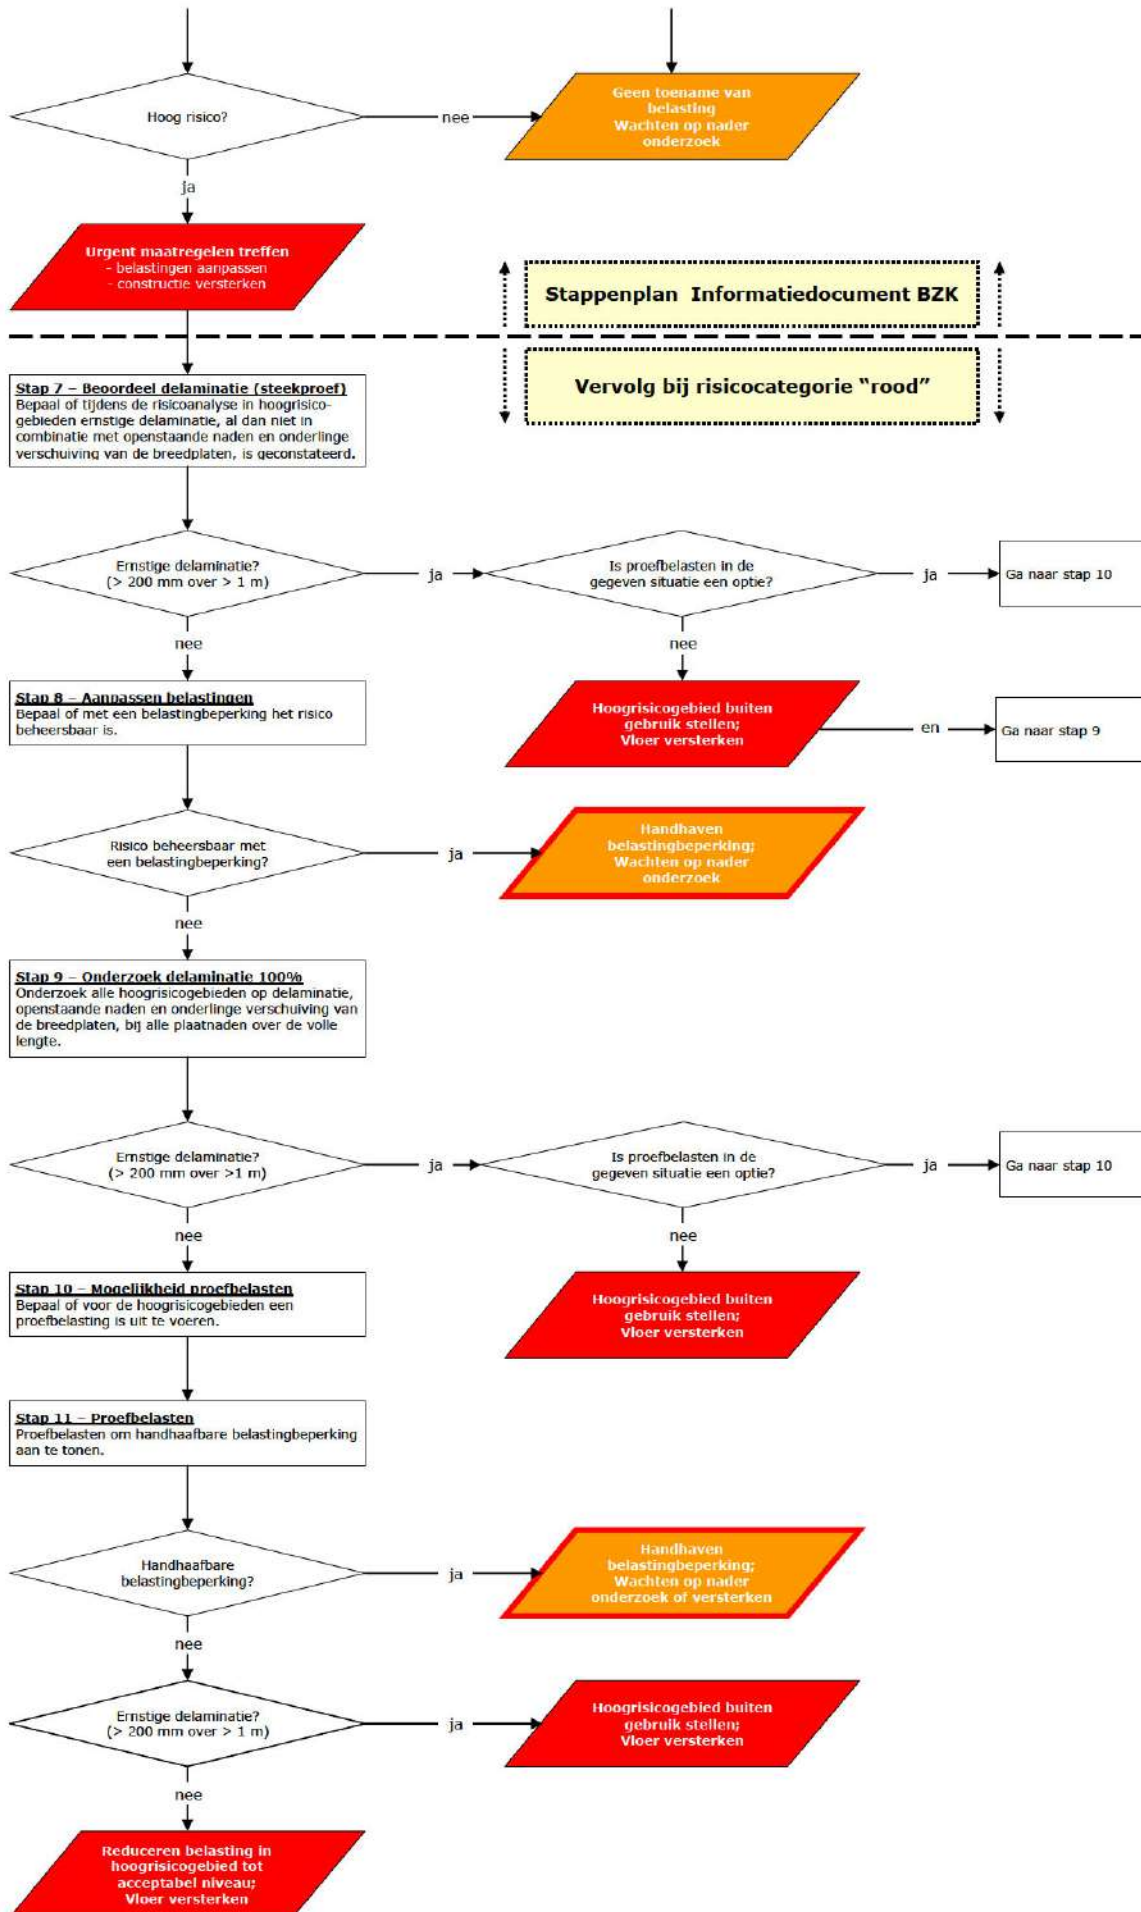 Hoog risico?
nee
Geen toename van
belasting
Wachten op nader
onderzoek
ja
Urgent maatregelen treffen
- belastingen aanpassen
- constructie versterken
Stappenplan Informatiedocument BZK
Vervolg bij risicocategorie "rood"
Stap 7 – Beoordeel delaminatie (steekproef)
Bepaal of tijdens de risicoanalyse in hoogrisico-
gebieden ernstige delaminatie, al dan niet in
combinatie met openstaande naden en onderlinge
verschuiving van de breedplaten, is geconstateerd.
Ernstige delaminatie?
(> 200 mm over > 1 m)
ja
Is proefbelasten in de
gegeven situatie een optie?
ja
Ga naar stap 10
nee
nee
Stap 8 – Aanpassen belastingen
Bepaal of met een belastingbeperking het risico
beheersbaar is.
Hoogrisicogebied buiten
gebruik stellen;
Vloer versterken
en
Ga naar stap 9
Risico beheersbaar met
een belastingbeperking?
ja
Handhaven
belastingbeperking;
Wachten op nader
onderzoek
nee
Stap 9 – Onderzoek delaminatie 100%
Onderzoek alle hoogrisicogebieden op delaminatie,
openstaande naden en onderlinge verschuiving van
de breedplaten, bij alle plaatnaden over de volle
lengte.
Ernstige delaminatie?
(> 200 mm over >1 m)
ja
Is proefbelasten in de
gegeven situatie een optie?
ja
Ga naar stap 10
nee
nee
Stap 10 – Mogelijkheid proefbelasten
Bepaal of voor de hoogrisicogebieden een
proefbelasting is uit te voeren.
Hoogrisicogebied buiten
gebruik stellen;
Vloer versterken
Stap 11 – Proefbelasten
Proefbelasten om handhaafbare belastingbeperking
aan te tonen.
Handhaafbare
belastingbeperking?
ja
Handhaven
belastingbeperking;
Wachten op nader
onderzoek of versterken
nee
Ernstige delaminatie?
(> 200 mm over > 1 m)
ja
Hoogrisicogebied buiten
gebruik stellen;
Vloer versterken
nee
Reduceren belasting in
hoogrisicogebied tot
acceptabel niveau;
Vloer versterken